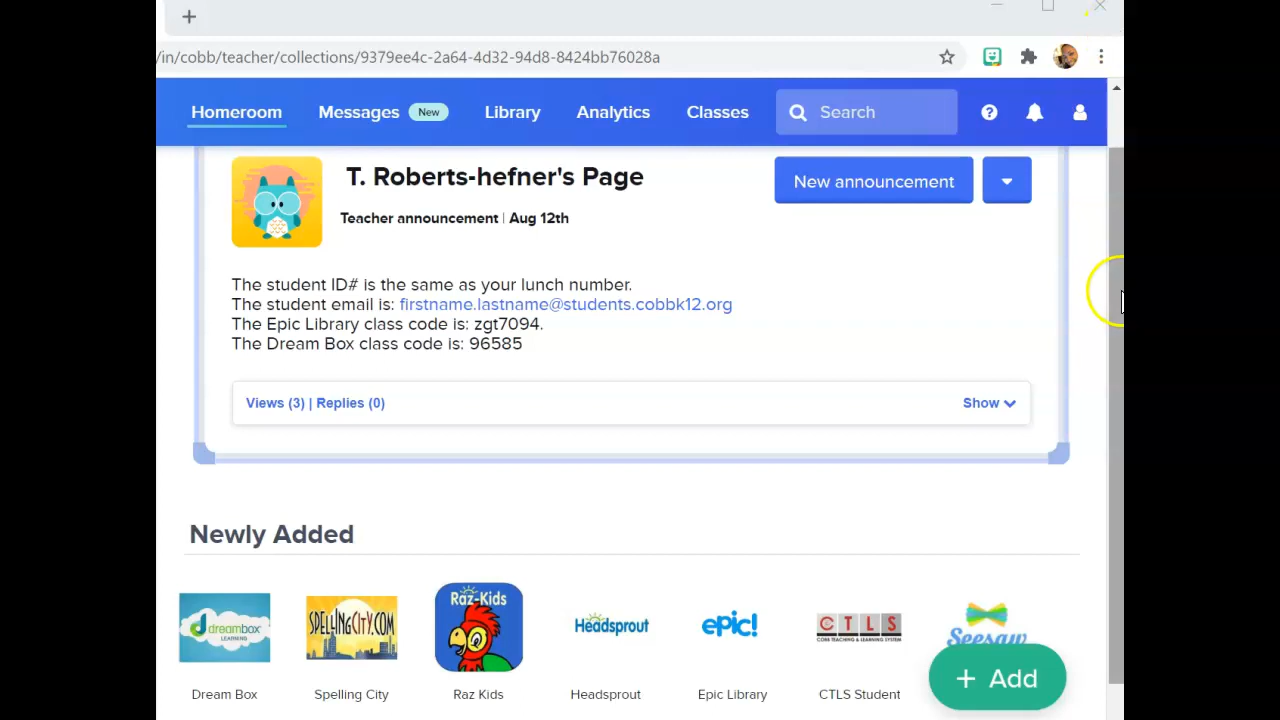 /in/cobb/teacher/collections/9379ee4c-2a64-4d32-94d8-8424bb76028a
Homeroom Messages New Library Analytics Classes Search
T. Roberts-hefner's Page
New announcement
Teacher announcement | Aug 12th
The student ID# is the same as your lunch number.
The student email is: firstname.lastname@students.cobbk12.org
The Epic Library class code is: zgt7094.
The Dream Box class code is: 96585
Views (3) | Replies (0) Show
Newly Added
dreambox
LEARNING
SPELLINGCITY.COM
Raz-Kids
Headsprout
epic!
CTLS
COBB TEACHING & LEARNING SYSTEM
Seesaw
+ Add
Dream Box Spelling City Raz Kids Headsprout Epic Library CTLS Student